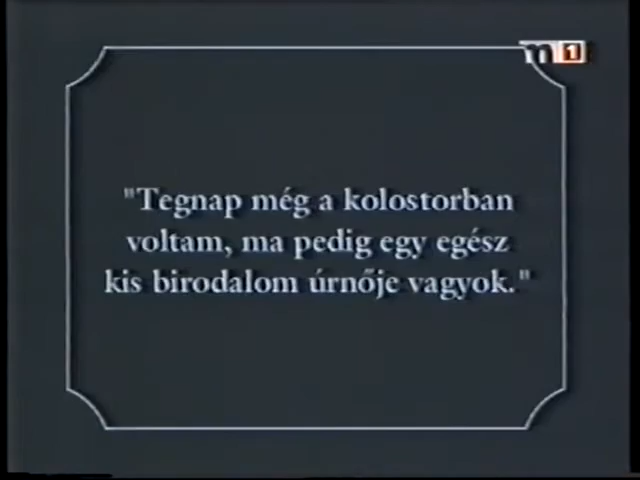 m1
"Tegnap még a kolostorban
voltam, ma pedig egy egész
kis birodalom úrnője vagyok."